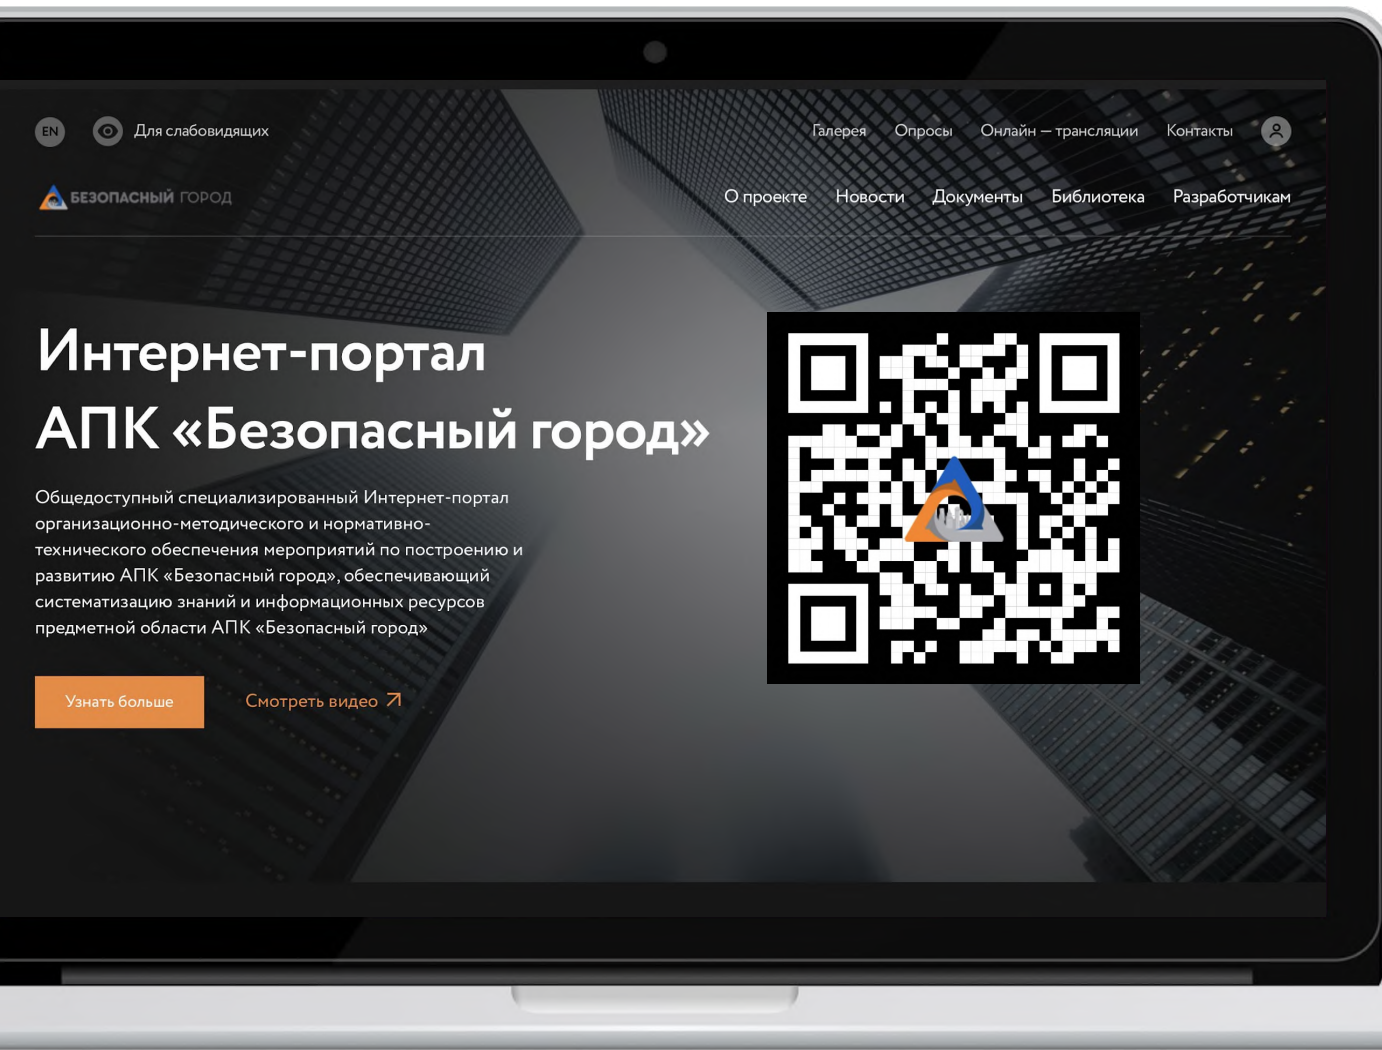 EN
Для слабовидящих
Галерея Опросы Онлайн — трансляции Контакты
БЕЗОПАСНЫЙ ГОРОД
О проекте Новости Документы Библиотека Разработчикам
Интернет-портал
АПК «Безопасный город»
Общедоступный специализированный Интернет-портал
организационно-методического и нормативно-
технического обеспечения мероприятий по построению и
развитию АПК «Безопасный город», обеспечивающий
систематизацию знаний и информационных ресурсов
предметной области АПК «Безопасный город»
Узнать больше
Смотреть видео